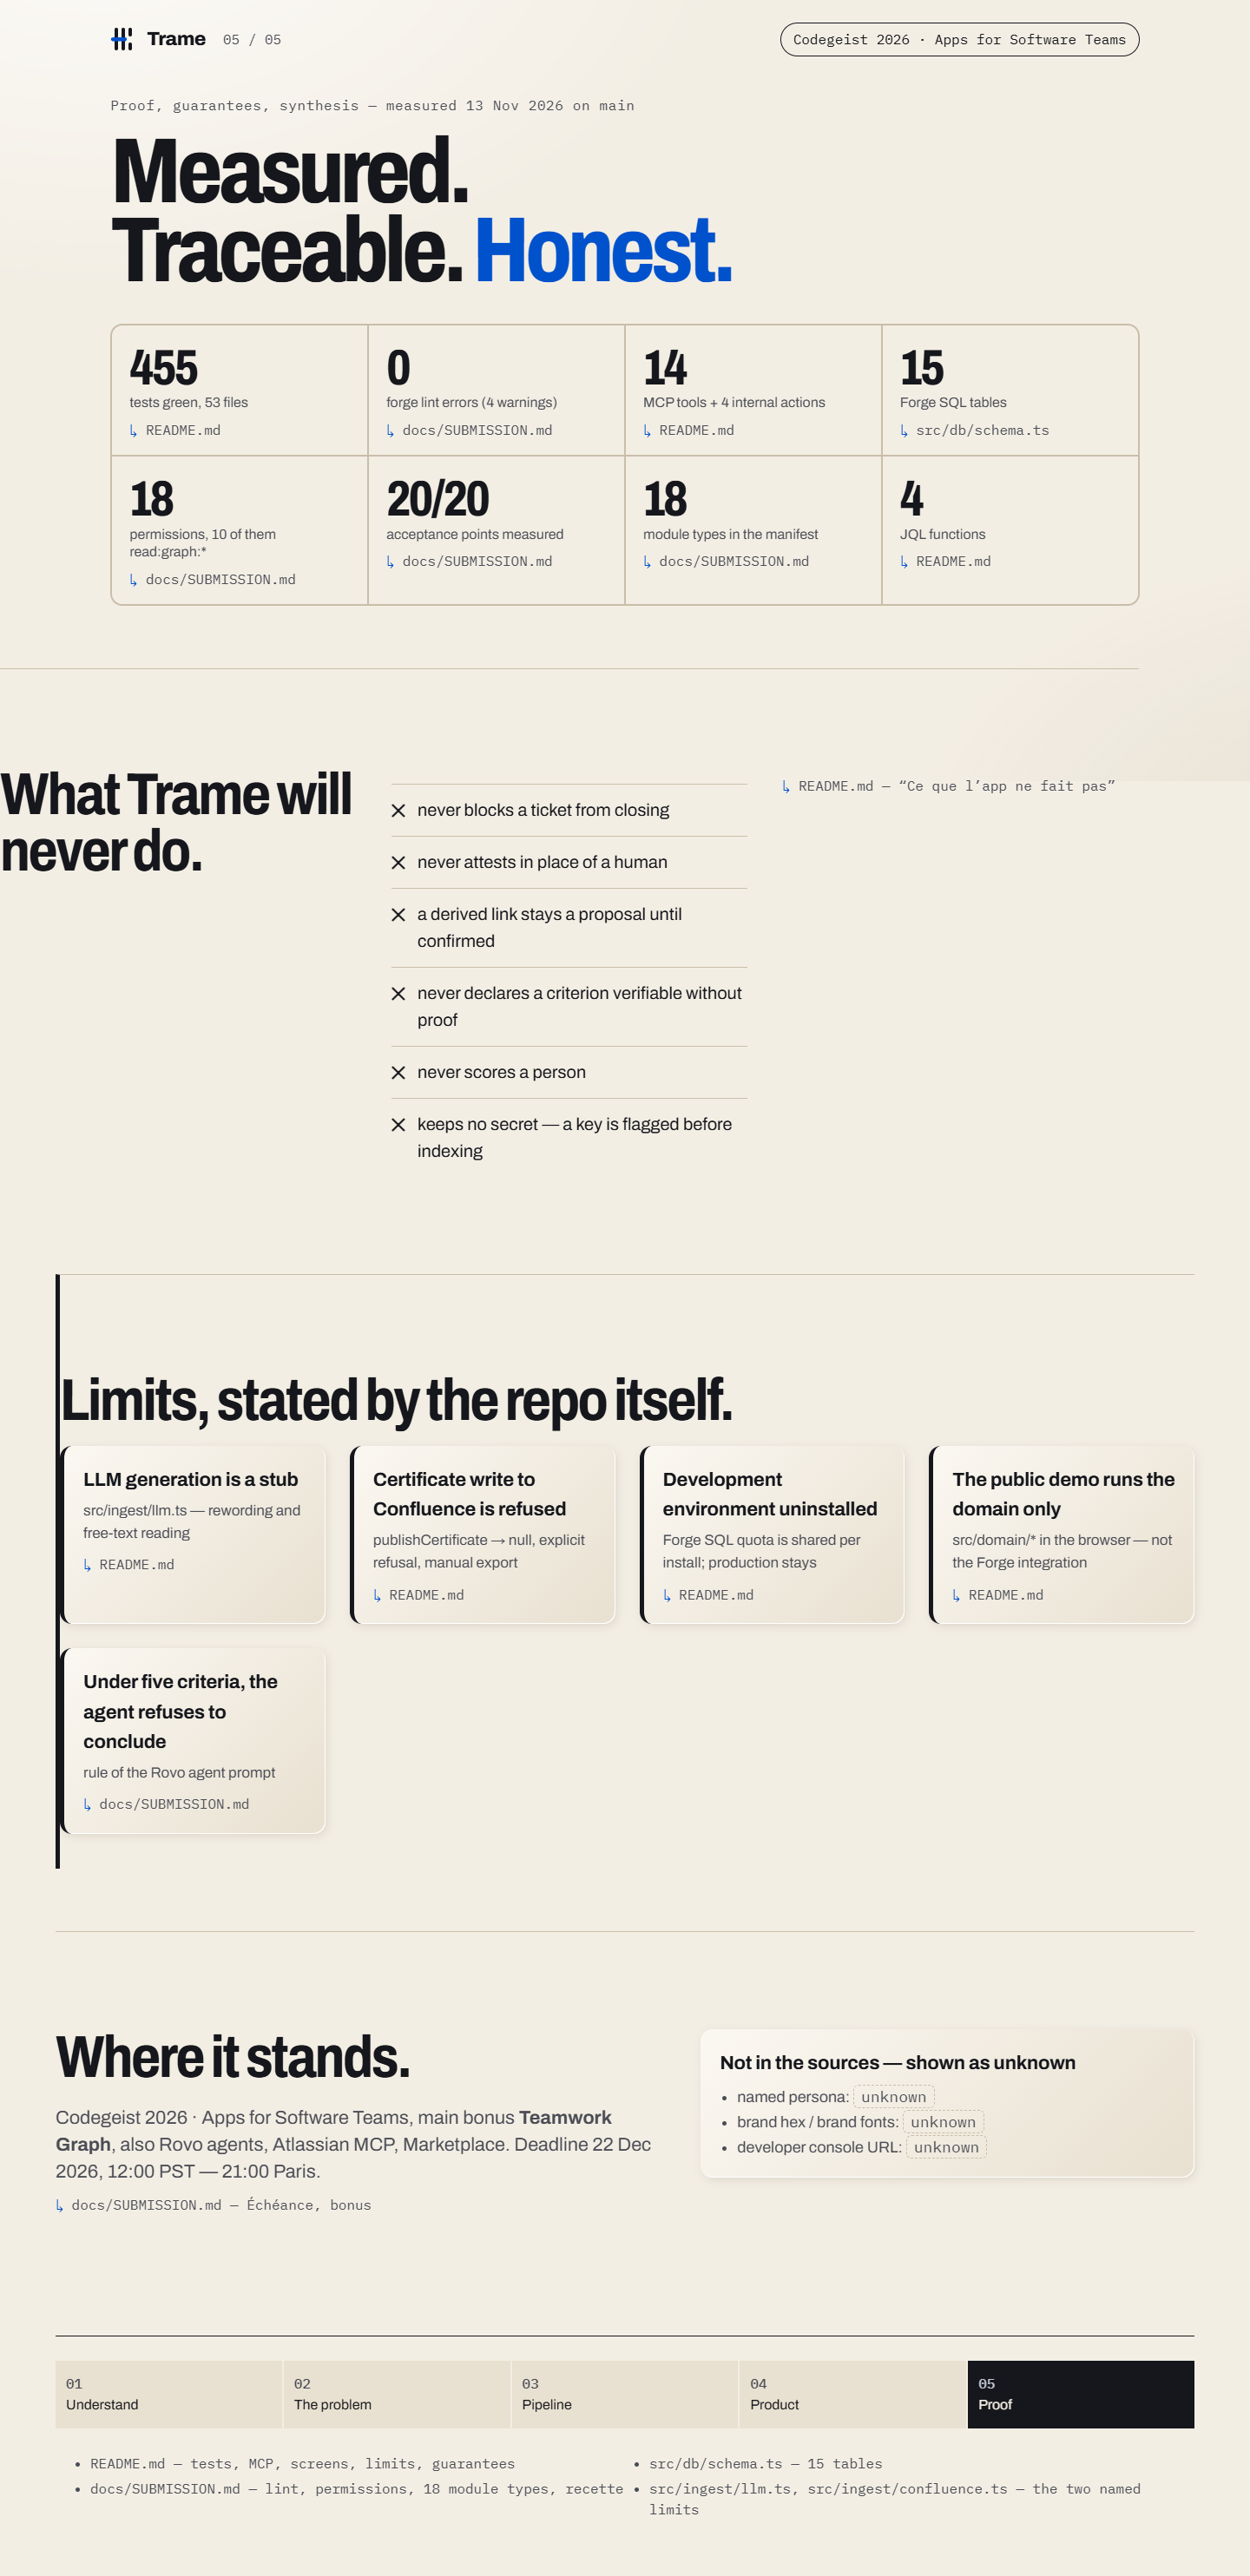 Trame 05 / 05
Codegeist 2026 · Apps for Software Teams
Proof, guarantees, synthesis — measured 13 Nov 2026 on main
Measured.
Traceable. Honest.
455
tests green, 53 files
↳ README.md
0
forge lint errors (4 warnings)
↳ docs/SUBMISSION.md
14
MCP tools + 4 internal actions
↳ README.md
15
Forge SQL tables
↳ src/db/schema.ts
18
permissions, 10 of them
read:graph:*
↳ docs/SUBMISSION.md
20/20
acceptance points measured
↳ docs/SUBMISSION.md
18
module types in the manifest
↳ docs/SUBMISSION.md
4
JQL functions
↳ README.md
What Trame will
never do.
never blocks a ticket from closing
never attests in place of a human
a derived link stays a proposal until
confirmed
never declares a criterion verifiable without
proof
never scores a person
keeps no secret — a key is flagged before
indexing
↳ README.md — “Ce que l’app ne fait pas”
Limits, stated by the repo itself.
LLM generation is a stub
src/ingest/llm.ts — rewording and
free-text reading
↳ README.md
Certificate write to
Confluence is refused
publishCertificate → null, explicit
refusal, manual export
↳ README.md
Development
environment uninstalled
Forge SQL quota is shared per
install; production stays
↳ README.md
The public demo runs the
domain only
src/domain/* in the browser — not
the Forge integration
↳ README.md
Under five criteria, the
agent refuses to
conclude
rule of the Rovo agent prompt
↳ docs/SUBMISSION.md
Where it stands.
Codegeist 2026 · Apps for Software Teams, main bonus Teamwork
Graph, also Rovo agents, Atlassian MCP, Marketplace. Deadline 22 Dec
2026, 12:00 PST — 21:00 Paris.
↳ docs/SUBMISSION.md — Échéance, bonus
Not in the sources — shown as unknown
• named persona: unknown
• brand hex / brand fonts: unknown
• developer console URL: unknown
01
Understand
02
The problem
03
Pipeline
04
Product
05
Proof
• README.md — tests, MCP, screens, limits, guarantees
• docs/SUBMISSION.md — lint, permissions, 18 module types, recette
• src/db/schema.ts — 15 tables
• src/ingest/llm.ts, src/ingest/confluence.ts — the two named
limits